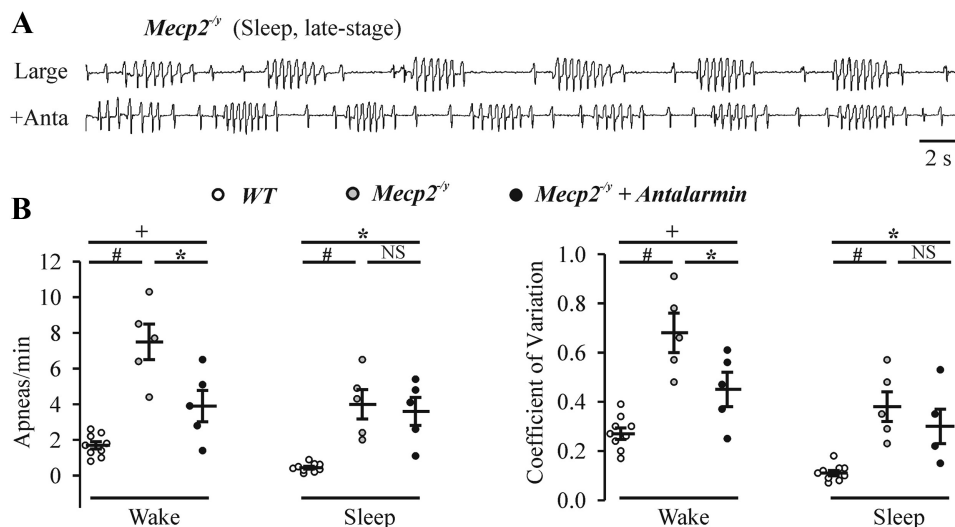 A
Mecp2-/y (Sleep, late-stage)
Large
+Anta
2 s
B
WT Mecp2-/y Mecp2-/y + Antalarmin
+ * + *
# * # NS # * # NS
12
10
8
6
4
2
0
Apneas/min
Wake Sleep
1.0
0.8
0.6
0.4
0.2
0.0
Coefficient of Variation
Wake Sleep